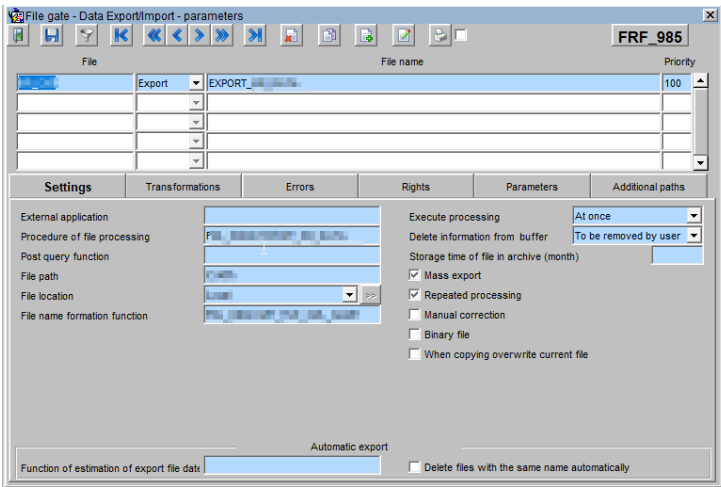 File gate - Data Export/Import - parameters
FRF_985
File File name Priority
Export EXPORT_ 100
Settings Transformations Errors Rights Parameters Additional paths
External application
Procedure of file processing
Post query function
File path
File location >>
File name formation function
Execute processing At once
Delete information from buffer To be removed by user
Storage time of file in archive (month)
Mass export
Repeated processing
Manual correction
Binary file
When copying overwrite current file
Automatic export
Function of estimation of export file date
Delete files with the same name automatically